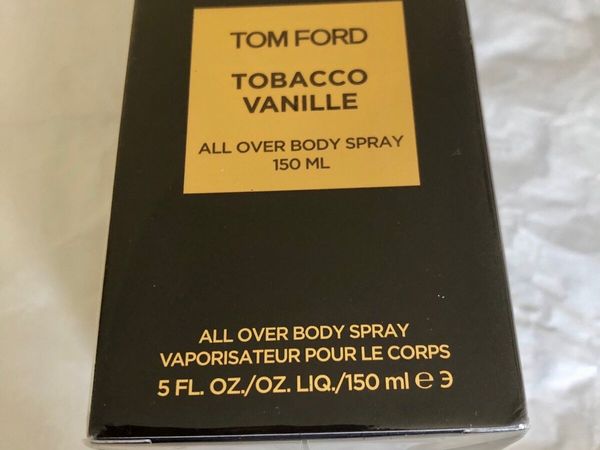 TOM FORD
TOBACCO
VANILLE
ALL OVER BODY SPRAY
150 ML
ALL OVER BODY SPRAY
VAPORISATEUR POUR LE CORPS
5 FL. OZ./OZ. LIQ./150 ml ℮ Э